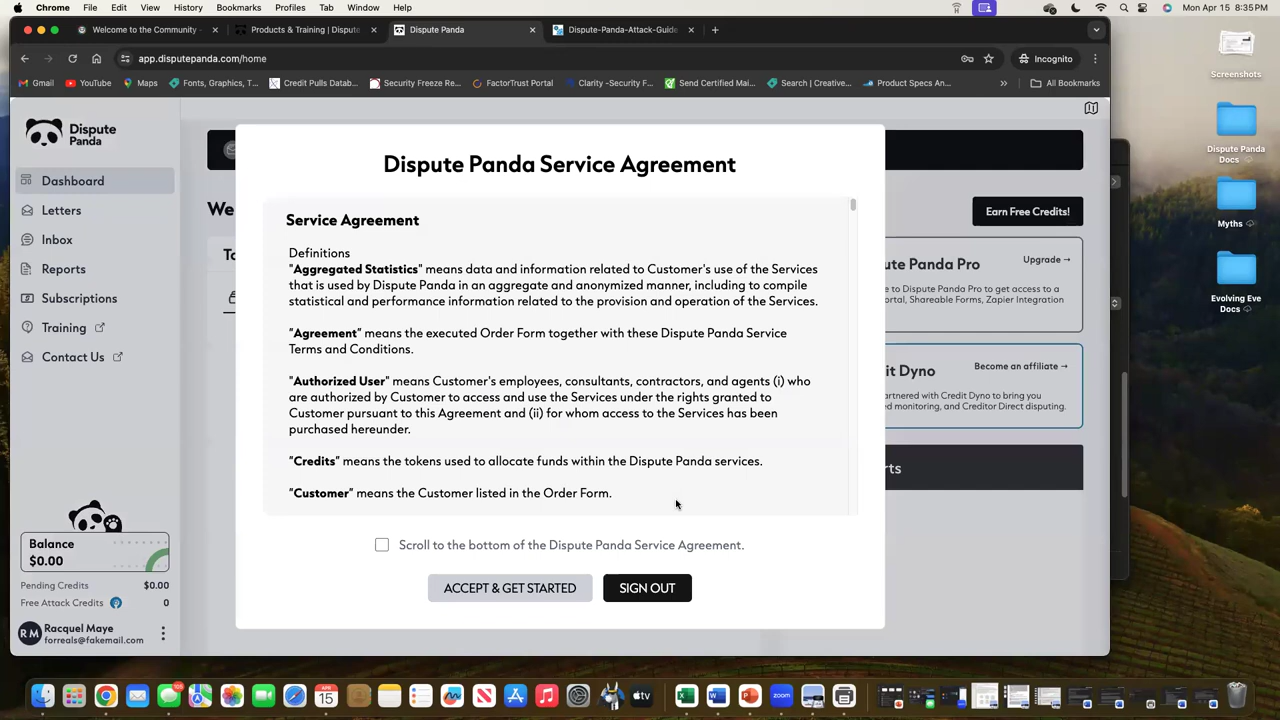 Chrome File Edit View History Bookmarks Profiles Tab Window Help
Mon Apr 15 8:35 PM
Welcome to the Community -
Products & Training | Dispute
Dispute Panda
Dispute-Panda-Attack-Guide
app.disputepanda.com/home
Incognito
Gmail
YouTube
Maps
Fonts, Graphics, T...
Credit Pulls Datab...
Security Freeze Re...
FactorTrust Portal
Clarity -Security F...
Send Certified Mai...
Search | Creative...
Product Specs An...
All Bookmarks
Dispute
Panda
Dashboard
Letters
Inbox
Reports
Subscriptions
Training
Contact Us
Balance
$0.00
Pending Credits $0.00
Free Attack Credits 0
RM
Racquel Maye
forreals@fakemail.com
We
To
Dispute Panda Service Agreement
Service Agreement
Definitions
"Aggregated Statistics" means data and information related to Customer's use of the Services
that is used by Dispute Panda in an aggregate and anonymized manner, including to compile
statistical and performance information related to the provision and operation of the Services.
"Agreement" means the executed Order Form together with these Dispute Panda Service
Terms and Conditions.
"Authorized User" means Customer's employees, consultants, contractors, and agents (i) who
are authorized by Customer to access and use the Services under the rights granted to
Customer pursuant to this Agreement and (ii) for whom access to the Services has been
purchased hereunder.
"Credits" means the tokens used to allocate funds within the Dispute Panda services.
"Customer" means the Customer listed in the Order Form.
Scroll to the bottom of the Dispute Panda Service Agreement.
ACCEPT & GET STARTED
SIGN OUT
Earn Free Credits!
ute Panda Pro
Upgrade →
e to Dispute Panda Pro to get access to a
ortal, Shareable Forms, Zapier Integration
it Dyno
Become an affiliate →
artnered with Credit Dyno to bring you
ed monitoring, and Creditor Direct disputing.
rts
Screenshots
Dispute Panda
Docs
Myths
Evolving Eve
Docs
APR
15
tv
zoom